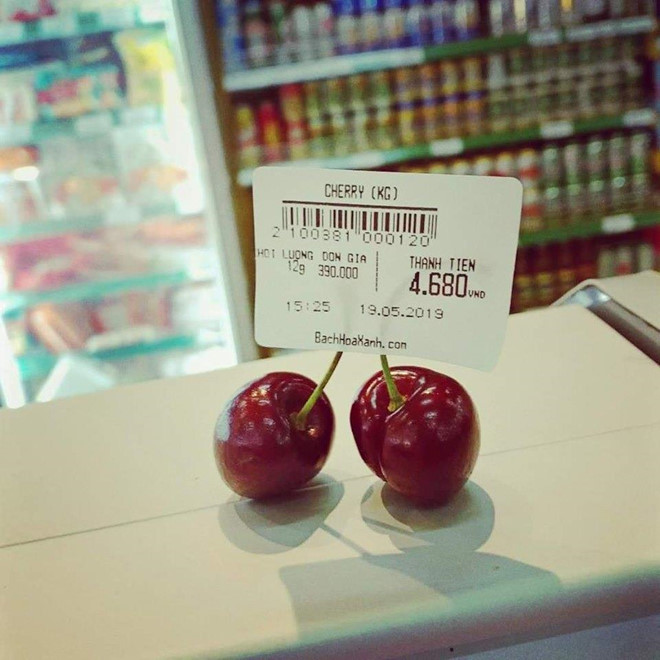 CHERRY (KG)
2 100381 000120
HOI LUONG DON GIA THANH TIEN
12g 390.000 4.680 VND
15:25 19.05.2019
BachHoaXanh.com